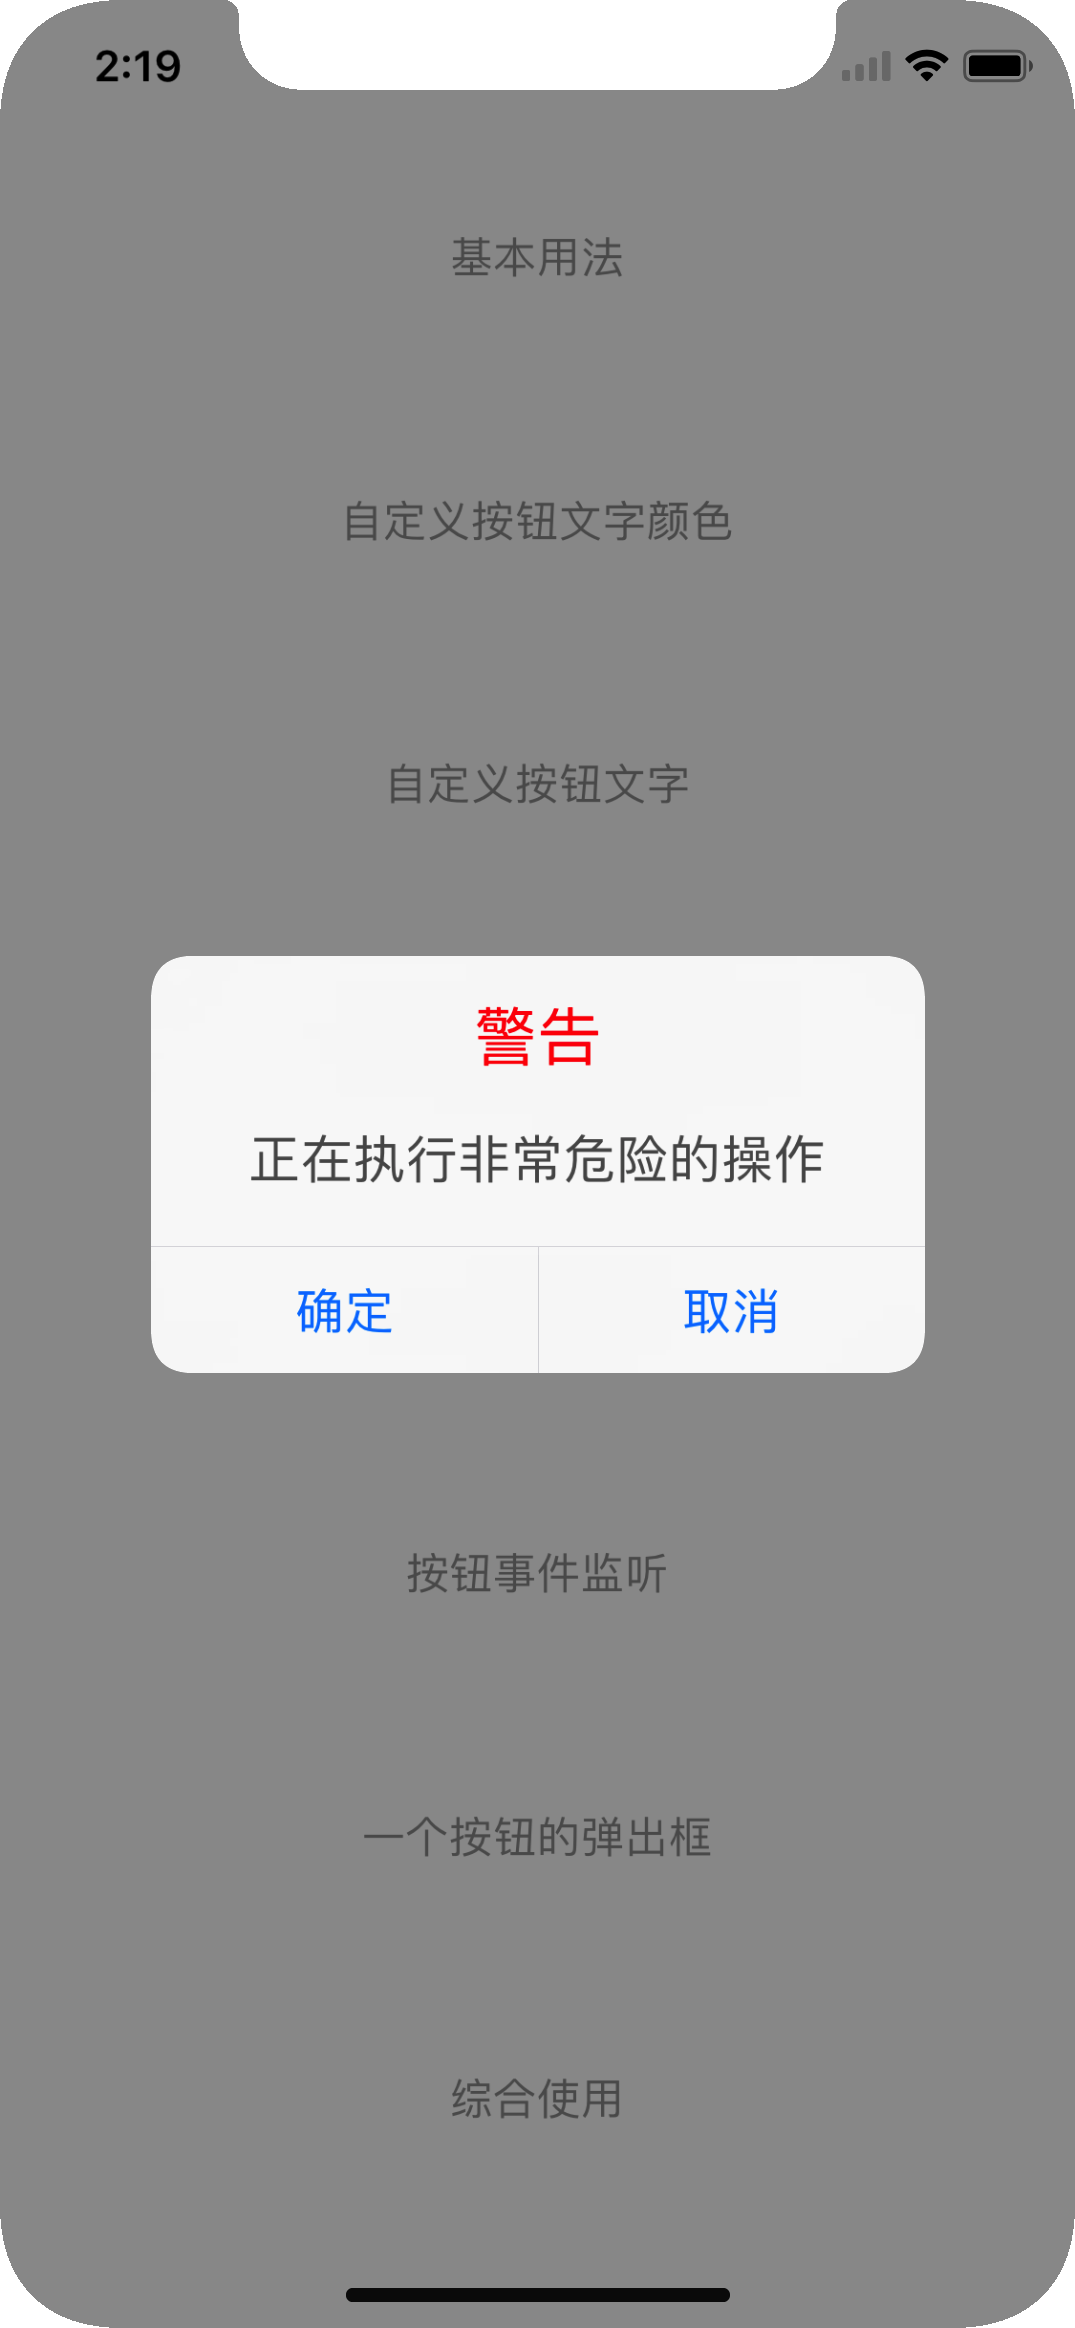 2:19
基本用法
自定义按钮文字颜色
自定义按钮文字
警告
正在执行非常危险的操作
确定 取消
按钮事件监听
一个按钮的弹出框
综合使用